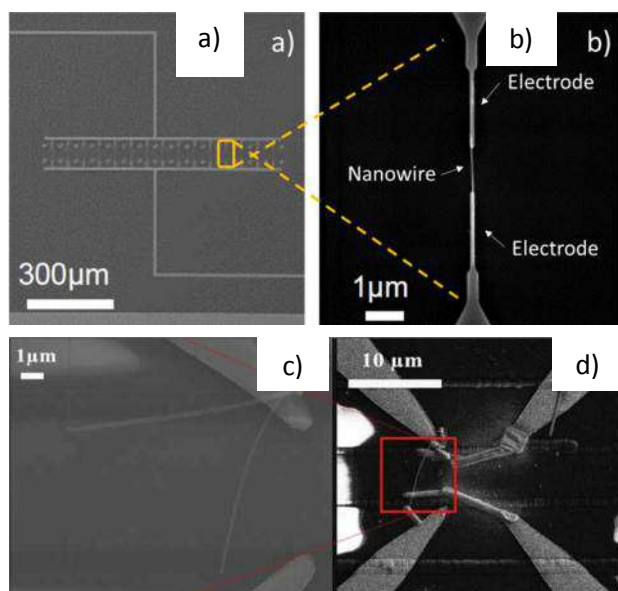 a)
a)
300μm
b)
b)
Electrode
Nanowire
Electrode
1μm
1μm
c)
10 μm
d)